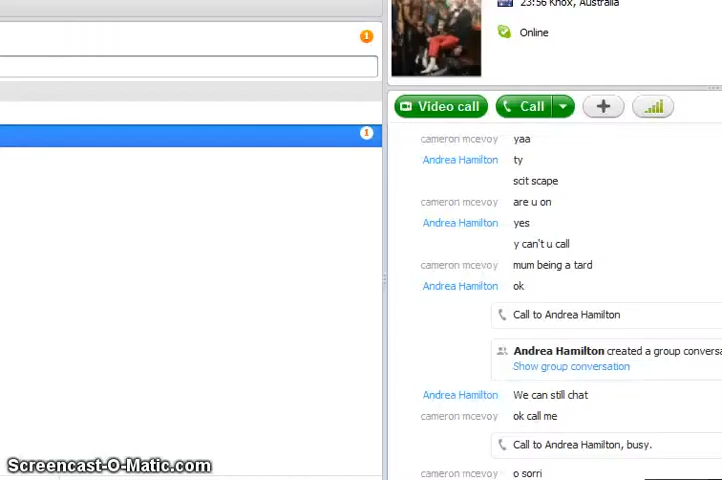 23:56 Knox, Australia
1
Online
Video call
Call
cameron mcevoy yaa
Andrea Hamilton ty
scit scape
cameron mcevoy are u on
Andrea Hamilton yes
y can't u call
cameron mcevoy mum being a tard
Andrea Hamilton ok
Call to Andrea Hamilton
Andrea Hamilton created a group conversa
Show group conversation
Andrea Hamilton We can still chat
cameron mcevoy ok call me
Call to Andrea Hamilton, busy.
cameron mcevoy o sorri
1
Screencast-O-Matic.com